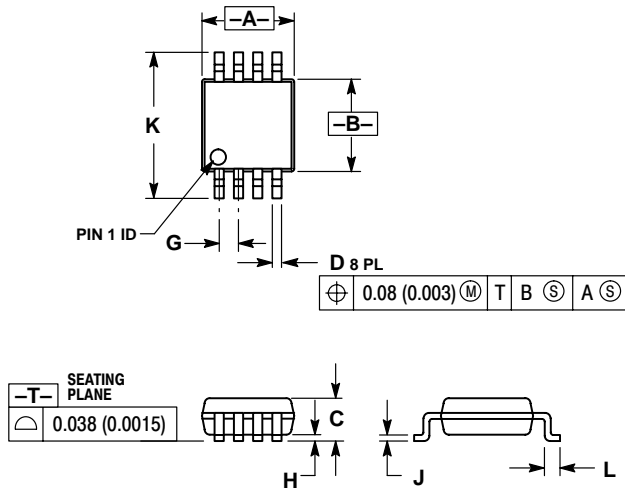 –A–
K
–B–
PIN 1 ID
G
D 8 PL
⌖ 0.08 (0.003) Ⓜ T B Ⓢ A Ⓢ
–T– SEATING
PLANE
⌓ 0.038 (0.0015)
C
H
J
L